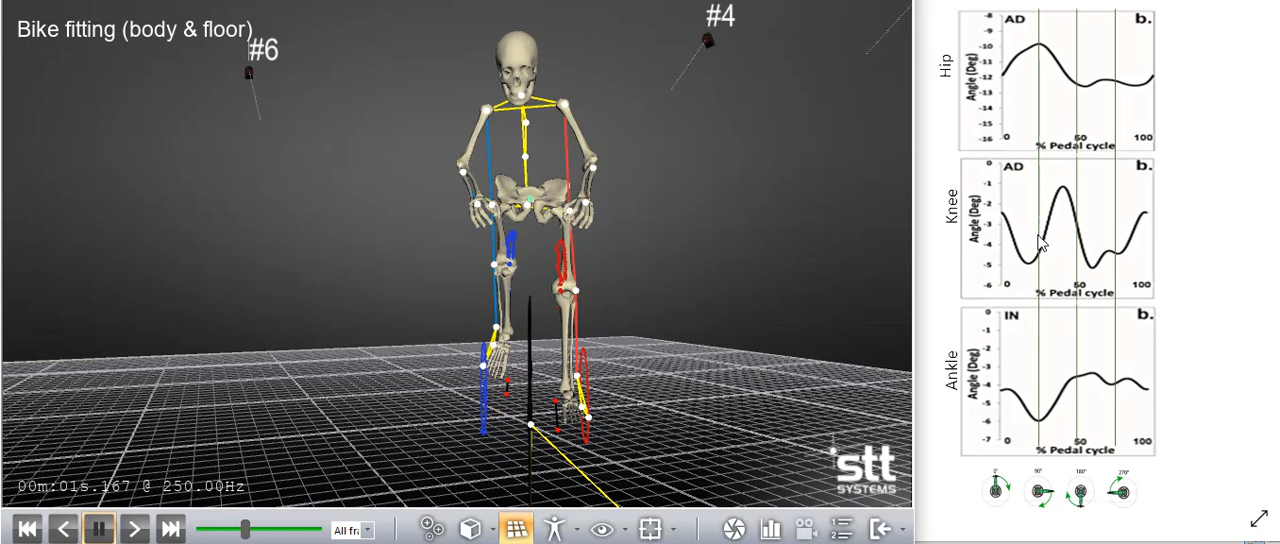 Bike fitting (body & floor)
#6
#4
stt
SYSTEMS
00m:01s.167 @ 250.00Hz
All fra
1
2
Hip
AD
b.
-8
-9
-10
-11
-12
-13
-14
-15
-16
Angle (Deg)
0
50
100
% Pedal cycle
Knee
AD
b.
0
-1
-2
-3
-4
-5
-6
Angle (Deg)
0
50
100
% Pedal cycle
Ankle
IN
b.
0
-1
-2
-3
-4
-5
-6
-7
Angle (Deg)
0
50
100
% Pedal cycle
0°
90°
180°
270°